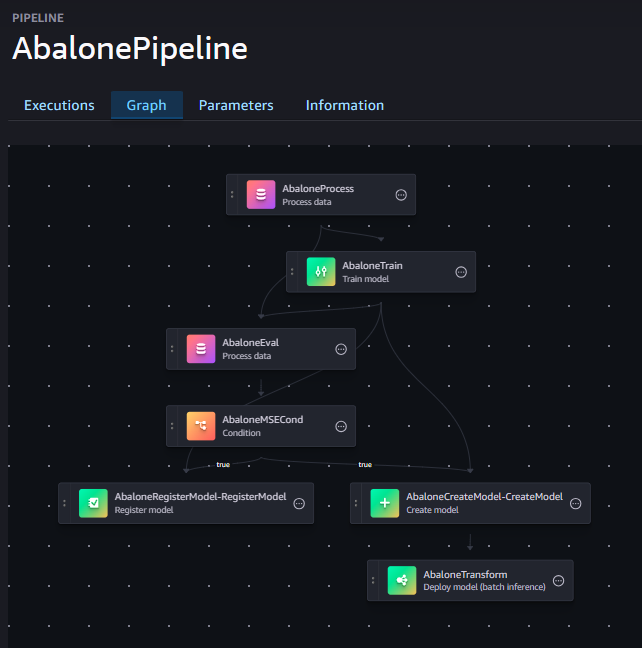 PIPELINE
AbalonePipeline
Executions
Graph
Parameters
Information
AbaloneProcess
Process data
AbaloneTrain
Train model
AbaloneEval
Process data
AbaloneMSECond
Condition
true
true
AbaloneRegisterModel-RegisterModel
Register model
AbaloneCreateModel-CreateModel
Create model
AbaloneTransform
Deploy model (batch inference)